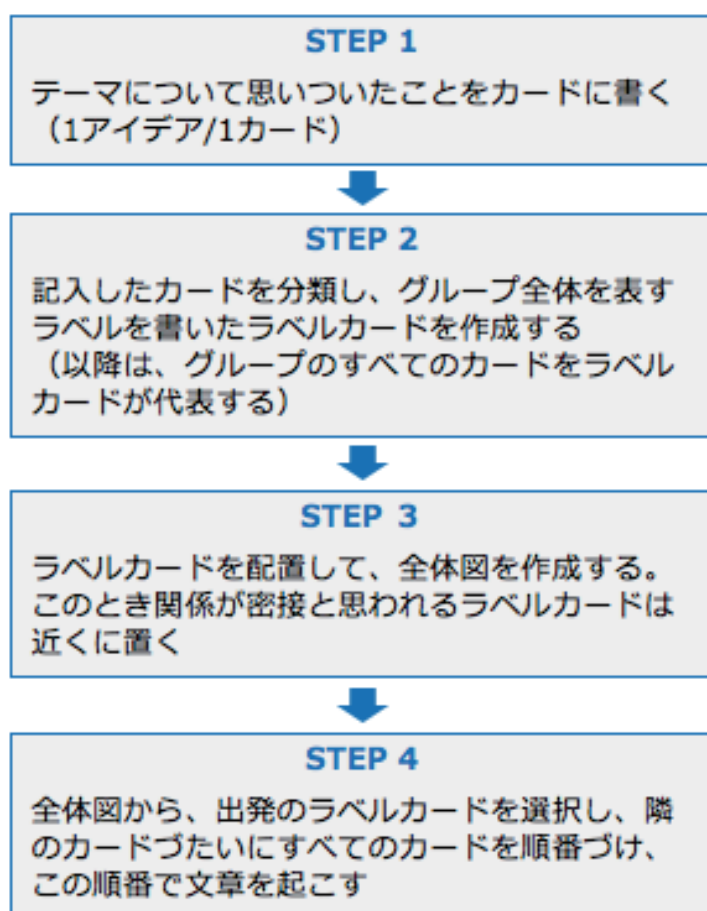 STEP 1
テーマについて思いついたことをカードに書く
（1アイデア/1カード）
STEP 2
記入したカードを分類し、グループ全体を表す
ラベルを書いたラベルカードを作成する
（以降は、グループのすべてのカードをラベル
カードが代表する）
STEP 3
ラベルカードを配置して、全体図を作成する。
このとき関係が密接と思われるラベルカードは
近くに置く
STEP 4
全体図から、出発のラベルカードを選択し、隣
のカードづたいにすべてのカードを順番づけ、
この順番で文章を起こす